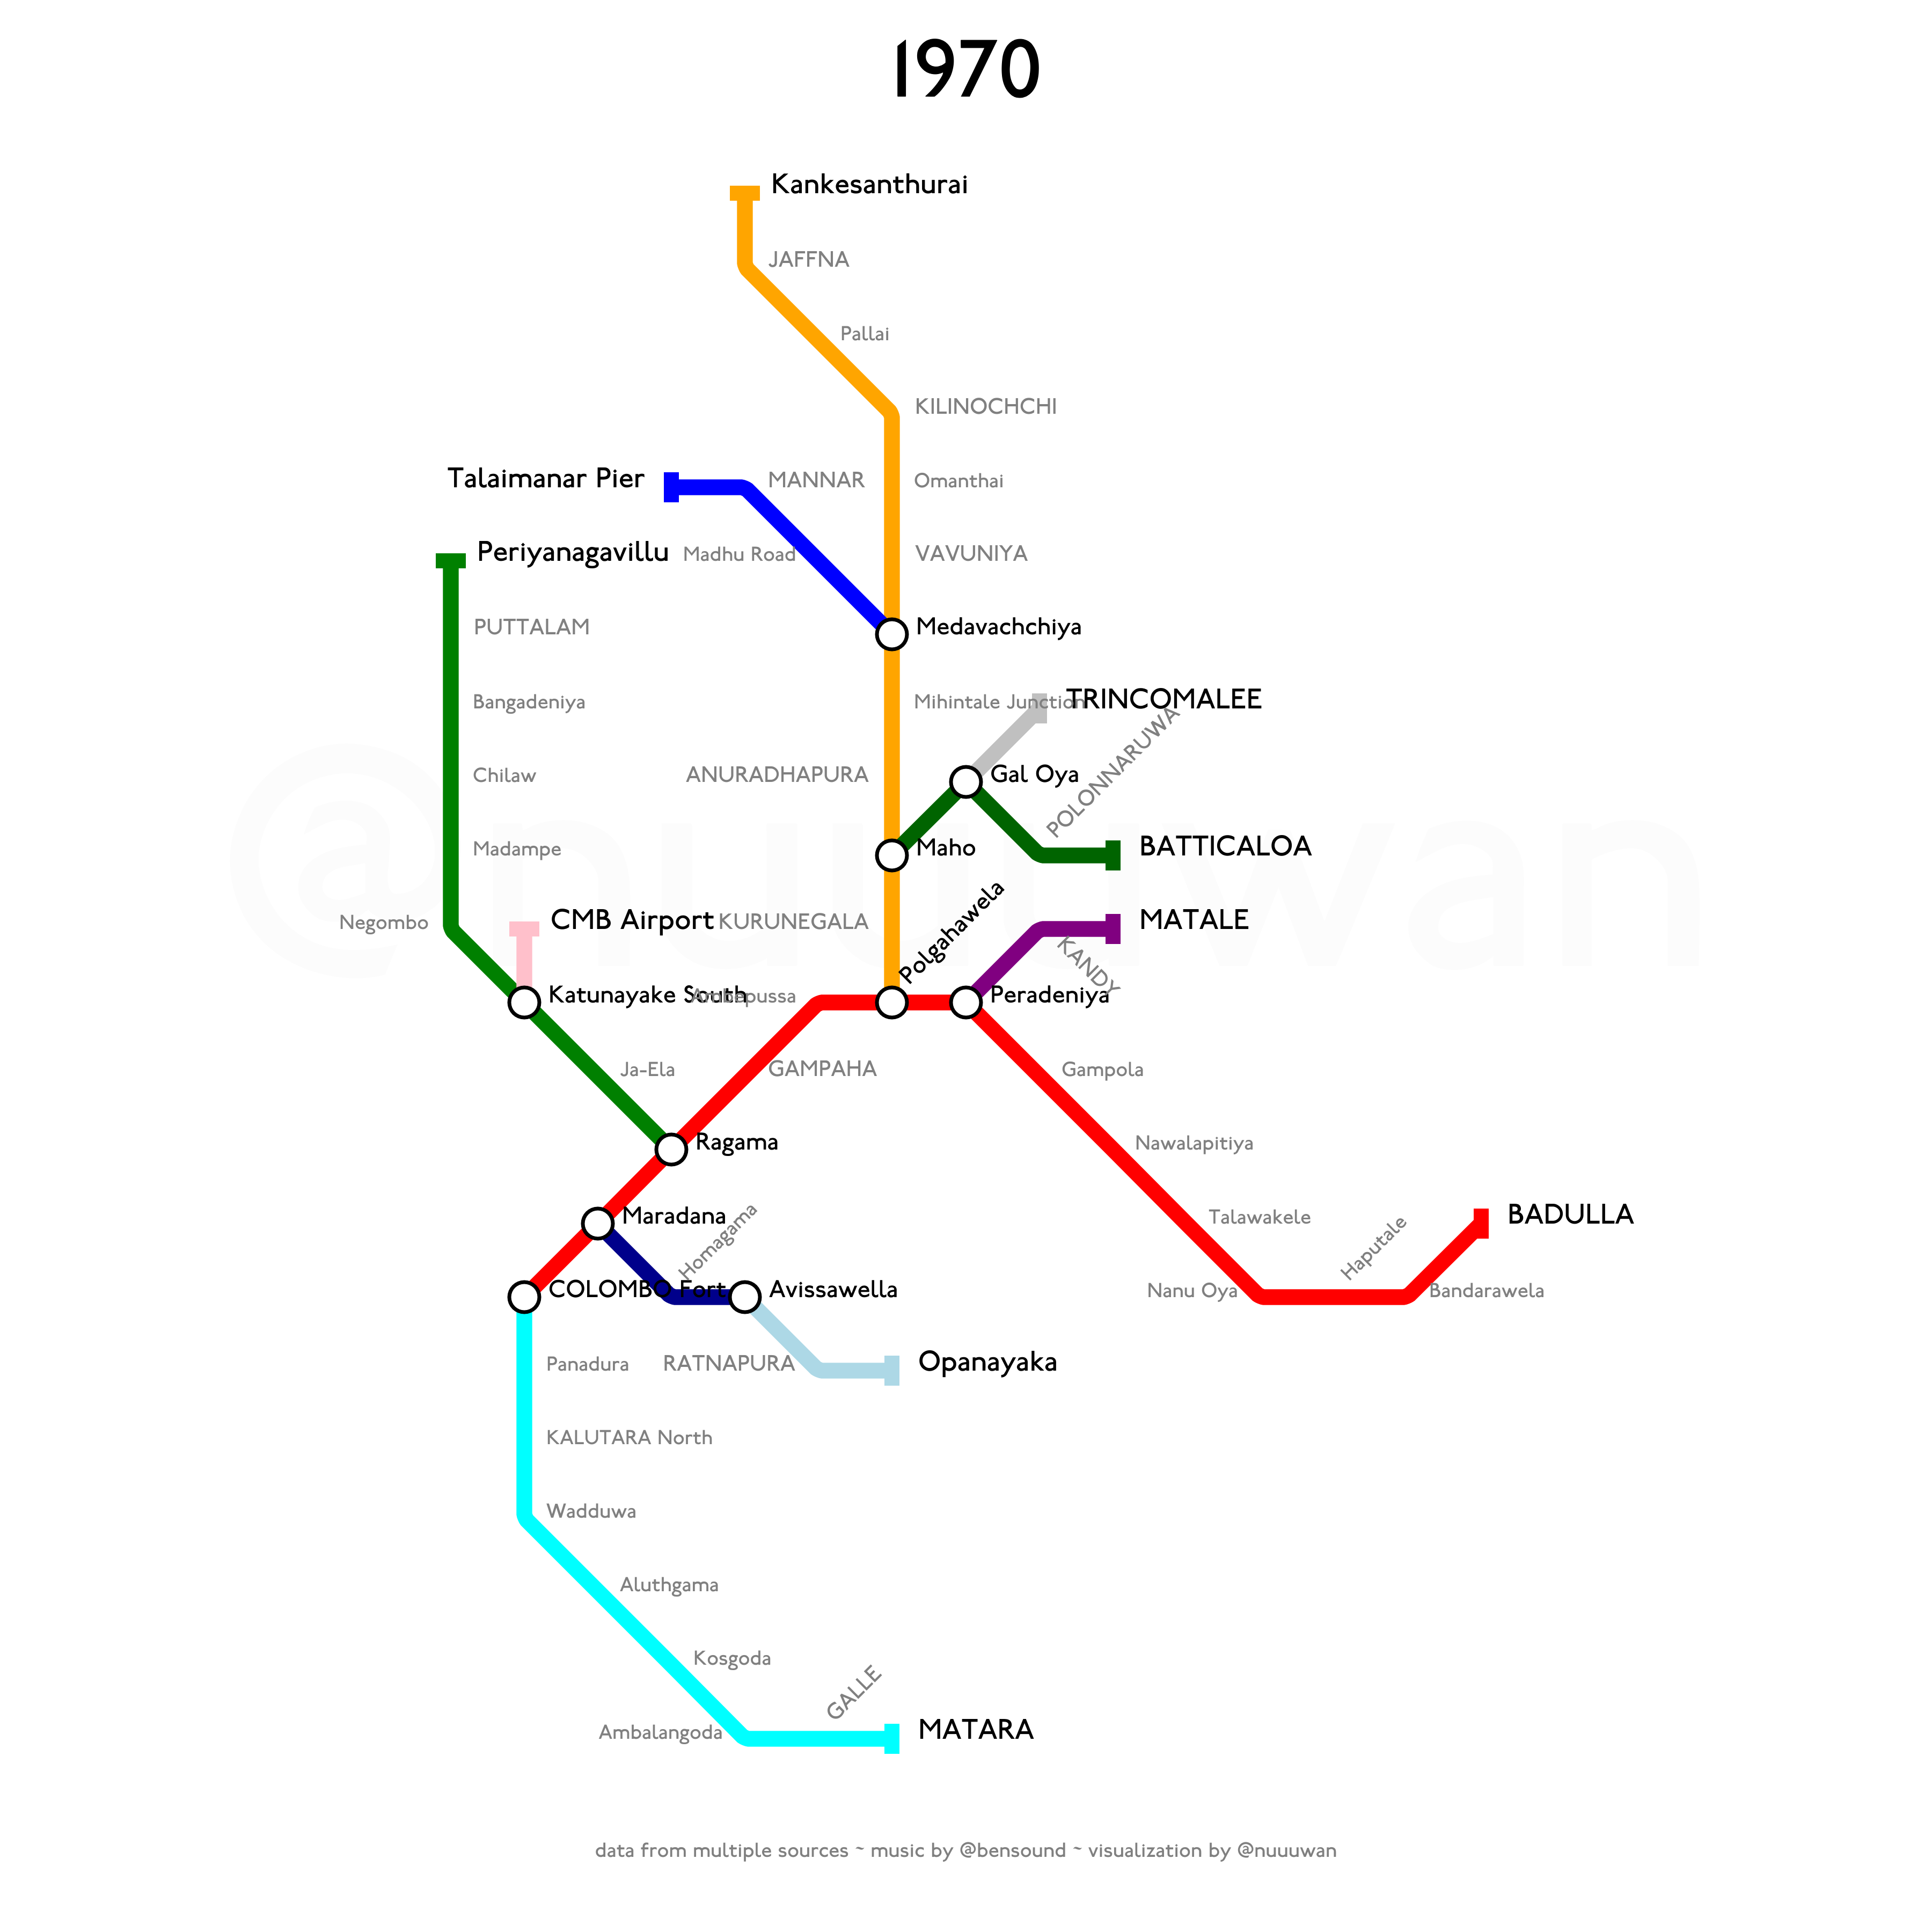 1970
Kankesanthurai
JAFFNA
Pallai
KILINOCHCHI
Talaimanar Pier
MANNAR
Omanthai
Periyanagavillu
Madhu Road
VAVUNIYA
PUTTALAM
Medavachchiya
Bangadeniya
Mihintale Junction
TRINCOMALEE
Chilaw
ANURADHAPURA
Gal Oya
POLONNARUWA
Madampe
Maho
BATTICALOA
@nuuuwan
Negombo
CMB Airport
KURUNEGALA
Polgahawela
MATALE
KANDY
Katunayake South
Ambepussa
Peradeniya
Ja-Ela
GAMPAHA
Gampola
Ragama
Nawalapitiya
Maradana
Homagama
Talawakele
Haputale
BADULLA
COLOMBO Fort
Avissawella
Nanu Oya
Bandarawela
Panadura
RATNAPURA
Opanayaka
KALUTARA North
Wadduwa
Aluthgama
Kosgoda
GALLE
Ambalangoda
MATARA
data from multiple sources ~ music by @bensound ~ visualization by @nuuuwan